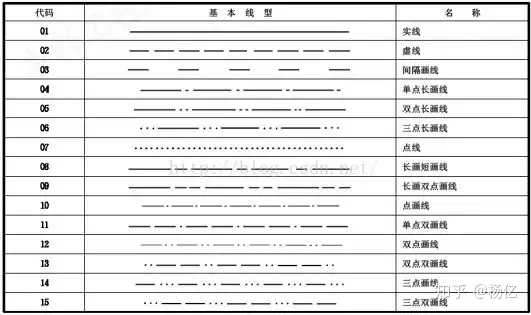 代码 基本线型 名称
01 实线
02 虚线
03 间隔画线
04 单点长画线
05 双点长画线
06 三点长画线
07 点线
http://blog.csdn.net/
08 长画短画线
09 长画双点画线
10 点画线
11 单点双画线
12 双点画线
13 双点双画线
14 三点画线
15 三点双画线
知乎 @杨亿